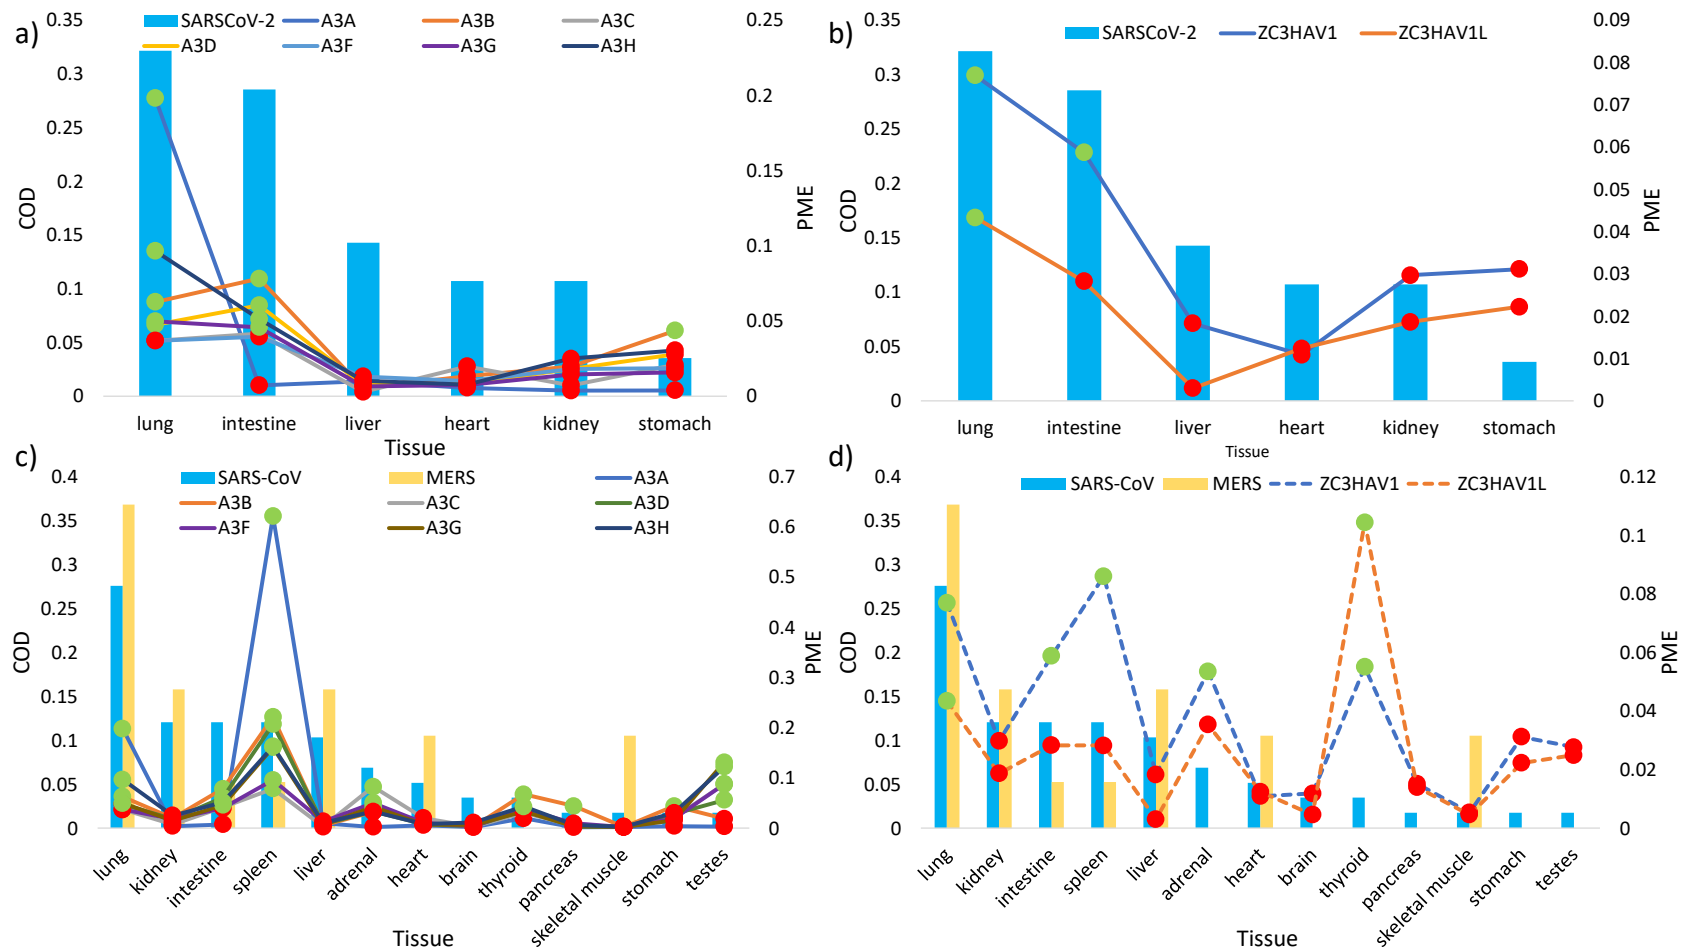 a)
SARSCoV-2 A3A A3B A3C
A3D A3F A3G A3H
0.35
0.3
0.25
0.2
0.15
0.1
0.05
0
COD
0.25
0.2
0.15
0.1
0.05
0
PME
lung intestine liver heart kidney stomach
Tissue
b)
SARSCoV-2 ZC3HAV1 ZC3HAV1L
0.35
0.3
0.25
0.2
0.15
0.1
0.05
0
COD
0.09
0.08
0.07
0.06
0.05
0.04
0.03
0.02
0.01
0
PME
lung intestine liver heart kidney stomach
Tissue
c)
SARS-CoV MERS A3A
A3B A3C A3D
A3F A3G A3H
0.4
0.35
0.3
0.25
0.2
0.15
0.1
0.05
0
COD
0.7
0.6
0.5
0.4
0.3
0.2
0.1
0
PME
lung kidney intestine spleen liver adrenal heart brain thyroid pancreas skeletal muscle stomach testes
Tissue
d)
SARS-CoV MERS ZC3HAV1 ZC3HAV1L
0.4
0.35
0.3
0.25
0.2
0.15
0.1
0.05
0
COD
0.12
0.1
0.08
0.06
0.04
0.02
0
PME
lung kidney intestine spleen liver adrenal heart brain thyroid pancreas skeletal muscle stomach testes
Tissue